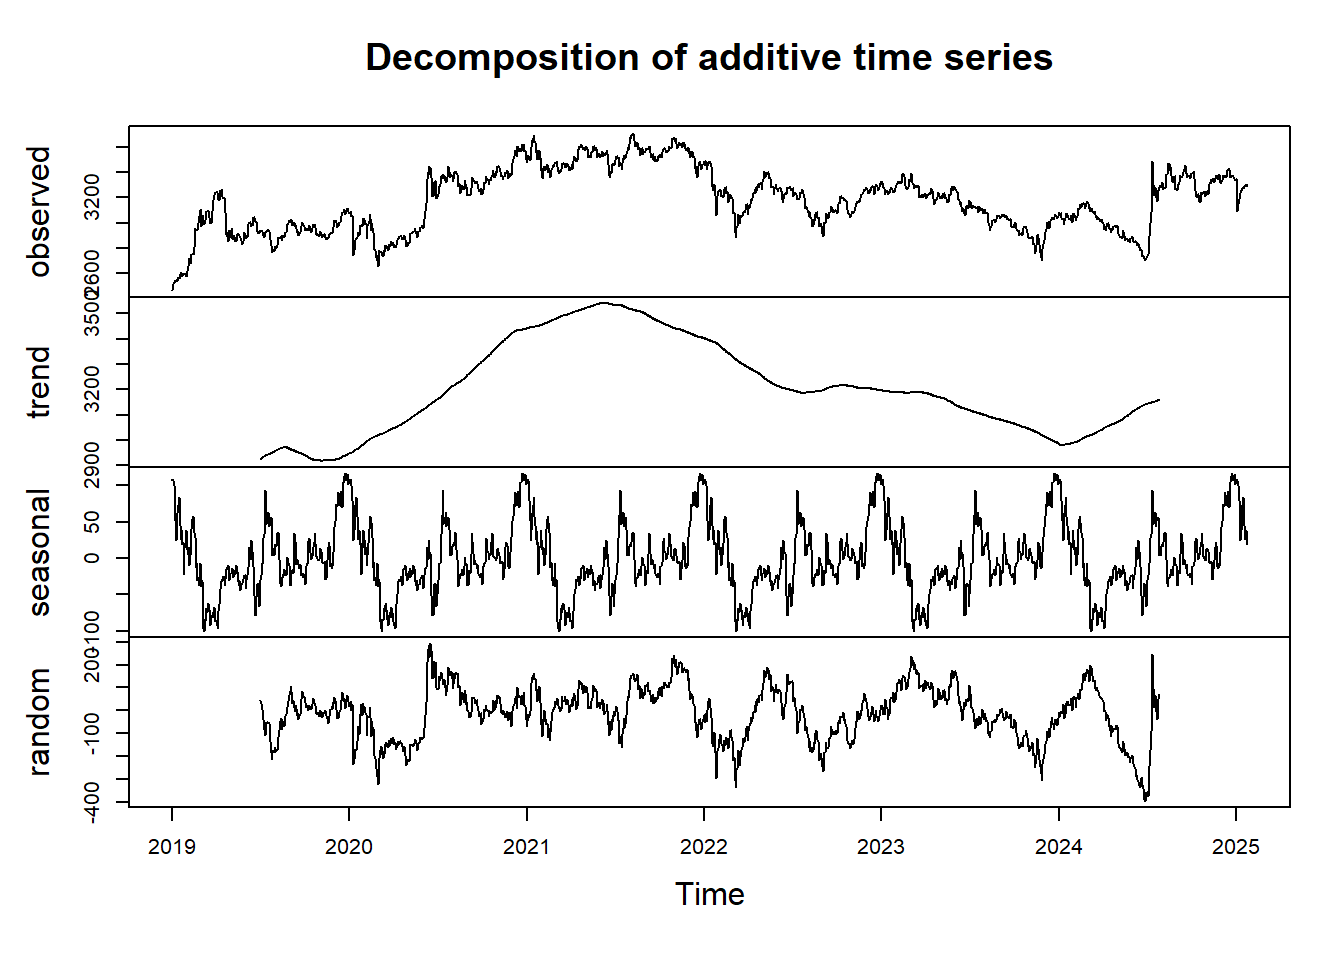 Decomposition of additive time series
observed
2600 3200
trend
2900 3200 3500
seasonal
-100 0 50
random
-400 -100 200
2019 2020 2021 2022 2023 2024 2025
Time